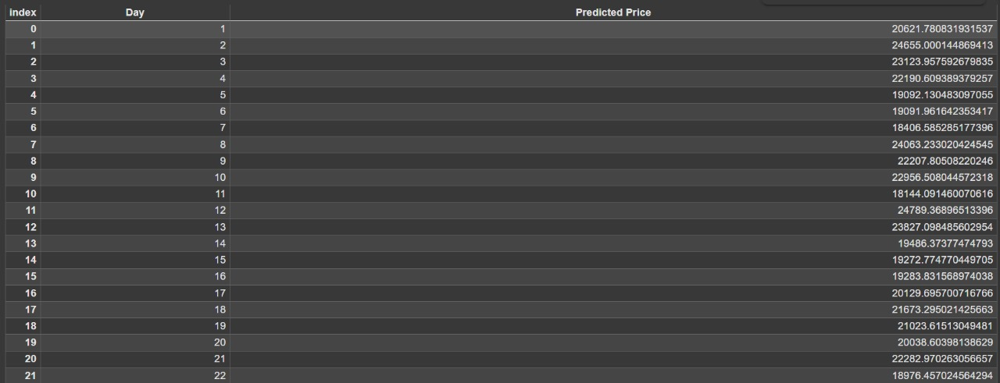 index Day Predicted Price
0 1 20621.780831931537
1 2 24655.000144869413
2 3 23123.957592679835
3 4 22190.609389379257
4 5 19092.130483097055
5 6 19091.961642353417
6 7 18406.585285177396
7 8 24063.233020424545
8 9 22207.80508220246
9 10 22956.508044572318
10 11 18144.091460070616
11 12 24789.36896513396
12 13 23827.098485602954
13 14 19486.37377474793
14 15 19272.774770449705
15 16 19283.831568974038
16 17 20129.695700716766
17 18 21673.295021425663
18 19 21023.61513049481
19 20 20038.60398138629
20 21 22282.970263056657
21 22 18976.457024564294